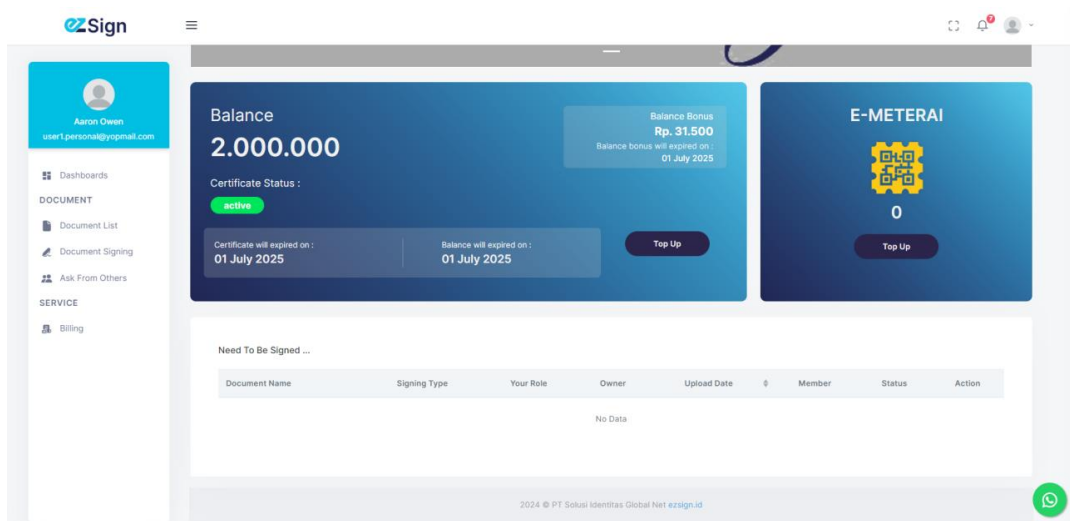 ezSign
7
Aaron Owen
user1.personal@yopmail.com
Dashboards
DOCUMENT
Document List
Document Signing
Ask From Others
SERVICE
Billing
Balance
2.000.000
Certificate Status :
active
Certificate will expired on :
01 July 2025
Balance will expired on :
01 July 2025
Balance Bonus
Rp. 31.500
Balance bonus will expired on :
01 July 2025
Top Up
E-METERAI
0
Top Up
Need To Be Signed ...
Document Name Signing Type Your Role Owner Upload Date Member Status Action
No Data
2024 © PT Solusi Identitas Global Net ezsign.id